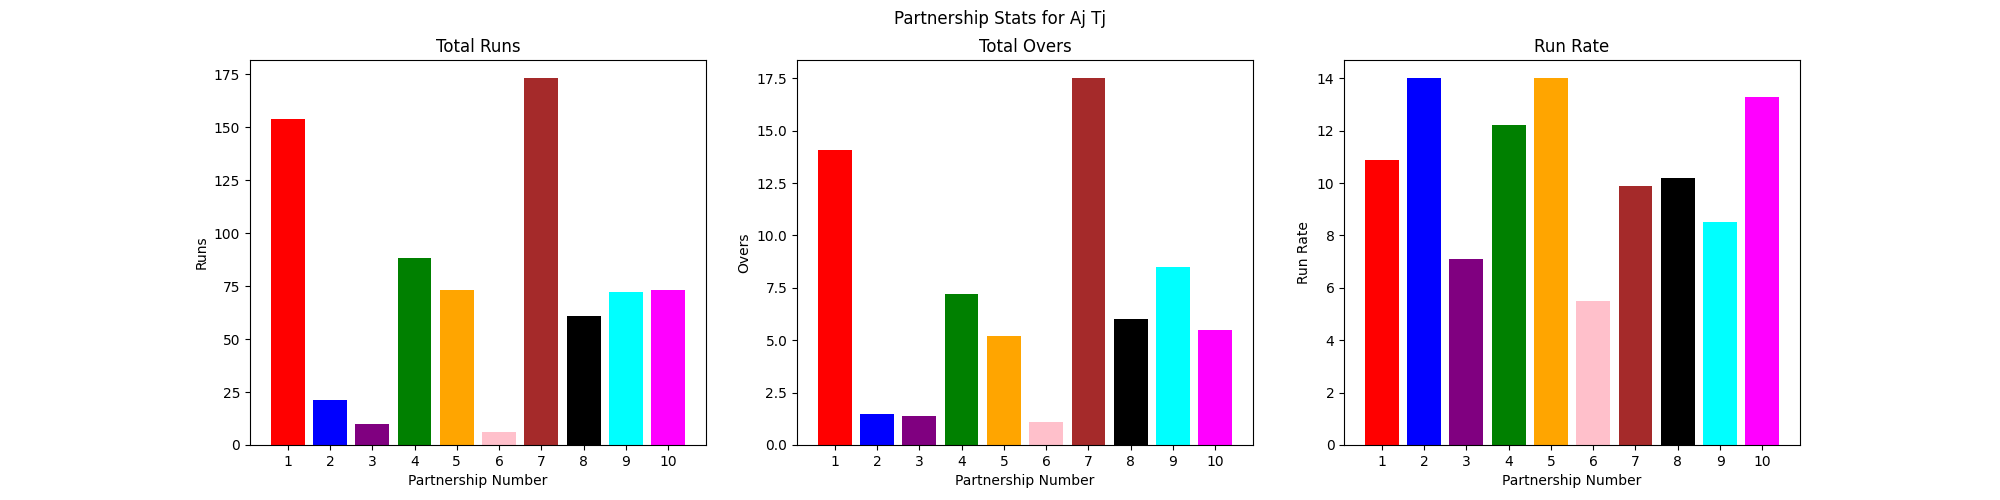 Partnership Stats for Aj Tj
Total Runs
Runs
175
150
125
100
75
50
25
0
1 2 3 4 5 6 7 8 9 10
Partnership Number
Total Overs
Overs
17.5
15.0
12.5
10.0
7.5
5.0
2.5
0.0
1 2 3 4 5 6 7 8 9 10
Partnership Number
Run Rate
Run Rate
14
12
10
8
6
4
2
0
1 2 3 4 5 6 7 8 9 10
Partnership Number